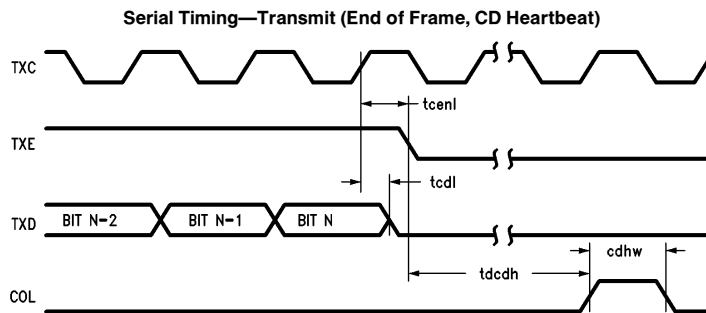 Serial Timing—Transmit (End of Frame, CD Heartbeat)
TXC
tcenl
TXE
tcdl
TXD
BIT N-2
BIT N-1
BIT N
cdhw
tdcdh
COL